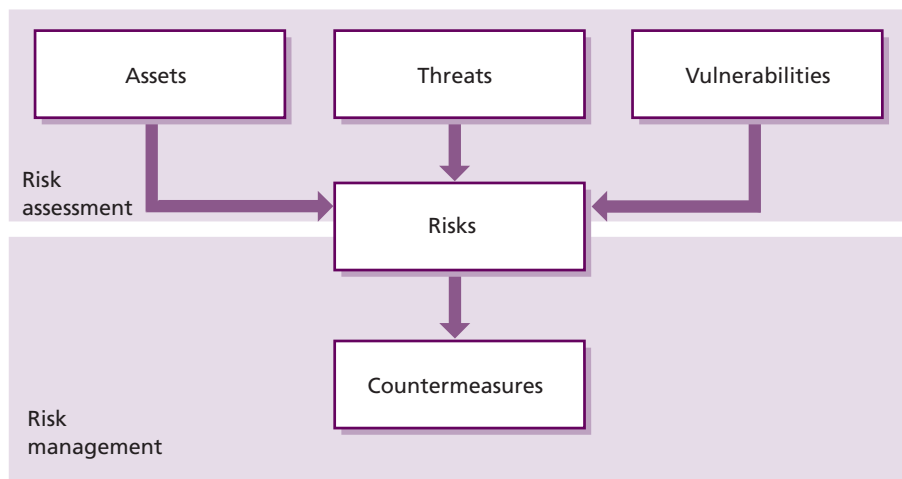 Assets
Threats
Vulnerabilities
Risk
assessment
Risks
Countermeasures
Risk
management